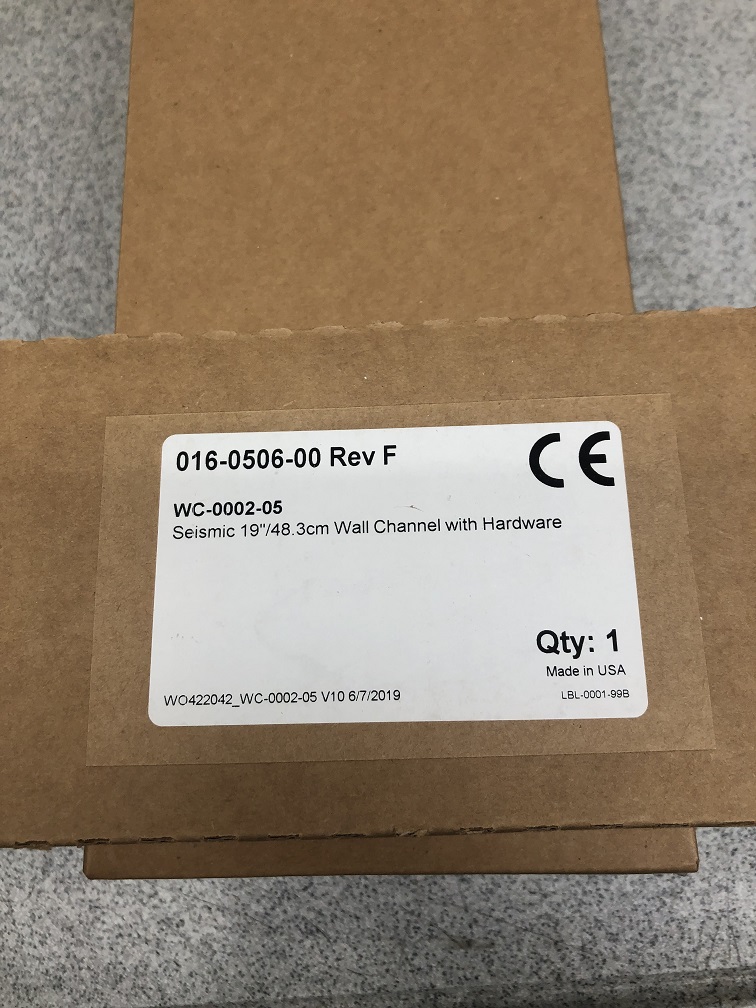 016-0506-00 Rev F
CE
WC-0002-05
Seismic 19"/48.3cm Wall Channel with Hardware
Qty: 1
Made in USA
WO422042_WC-0002-05 V10 6/7/2019
LBL-0001-99B